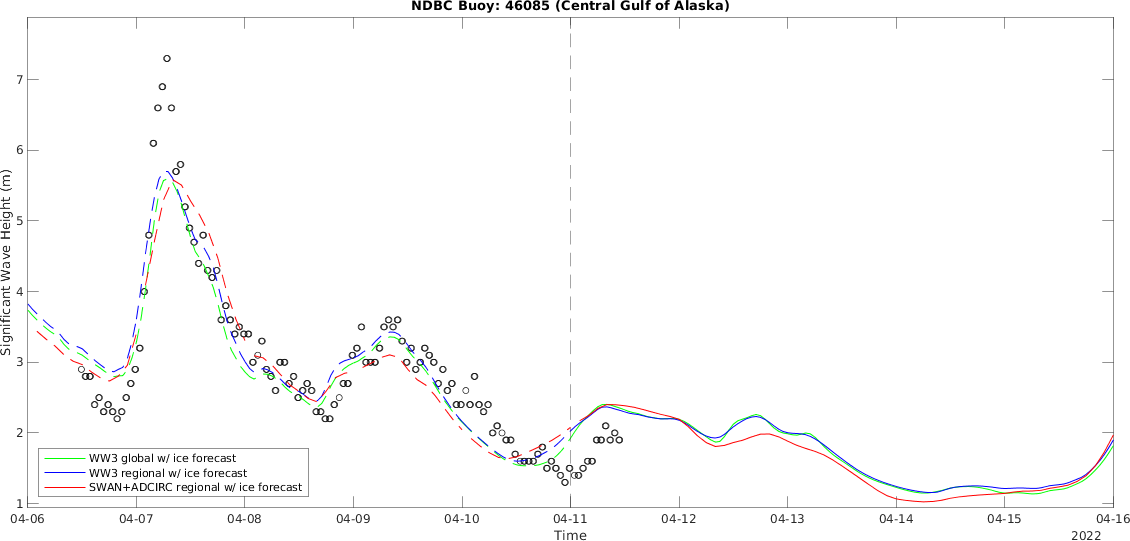 NDBC Buoy: 46085 (Central Gulf of Alaska)
Significant Wave Height (m)
7
6
5
4
3
2
1
WW3 global w/ ice forecast
WW3 regional w/ ice forecast
SWAN+ADCIRC regional w/ ice forecast
04-06 04-07 04-08 04-09 04-10 04-11 04-12 04-13 04-14 04-15 04-16
Time
2022